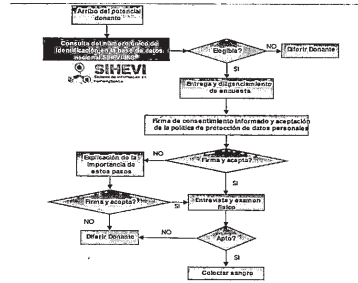 Arribo del potencial
donante
Consulta del número único de
identificación en la base de datos
nacional SIHEVI-INS
SIHEVI
Elegible?
NO
Diferir Donante
SI
Entrega y diligenciamiento
de encuesta
Firma de consentimiento informado y aceptación
de la política de protección de datos personales
Explicación de la
importancia de
estos pasos
NO
Firma y acepta?
SI
Firma y acepta?
SI
Entrevista y examen
físico
NO
Diferir Donante
NO
Apto?
SI
Colectar sangre